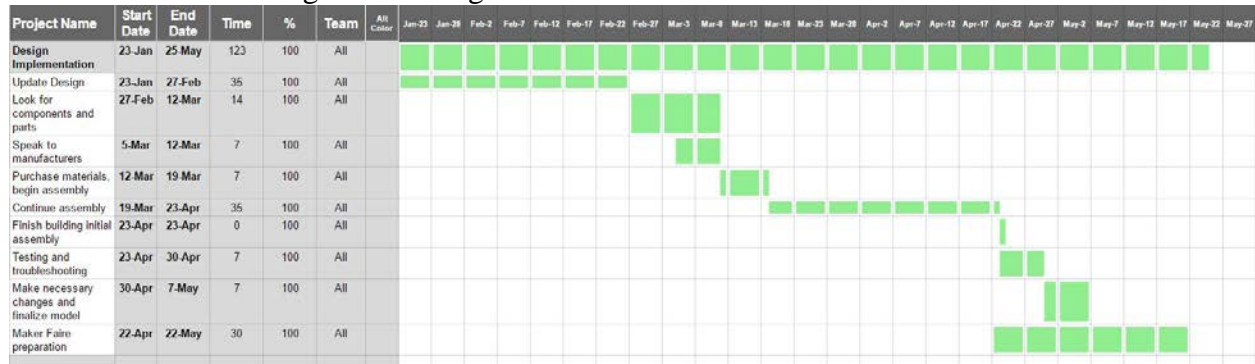 Project Name Start Date End Date Time % Team Alt Color Jan-23 Jan-28 Feb-2 Feb-7 Feb-12 Feb-17 Feb-22 Feb-27 Mar-3 Mar-8 Mar-13 Mar-18 Mar-23 Mar-28 Apr-2 Apr-7 Apr-12 Apr-17 Apr-22 Apr-27 May-2 May-7 May-12 May-17 May-22 May-27
Design Implementation 23-Jan 25-May 123 100 All
Update Design 23-Jan 27-Feb 35 100 All
Look for components and parts 27-Feb 12-Mar 14 100 All
Speak to manufacturers 5-Mar 12-Mar 7 100 All
Purchase materials, begin assembly 12-Mar 19-Mar 7 100 All
Continue assembly 19-Mar 23-Apr 35 100 All
Finish building initial assembly 23-Apr 23-Apr 0 100 All
Testing and troubleshooting 23-Apr 30-Apr 7 100 All
Make necessary changes and finalize model 30-Apr 7-May 7 100 All
Maker Faire preparation 22-Apr 22-May 30 100 All